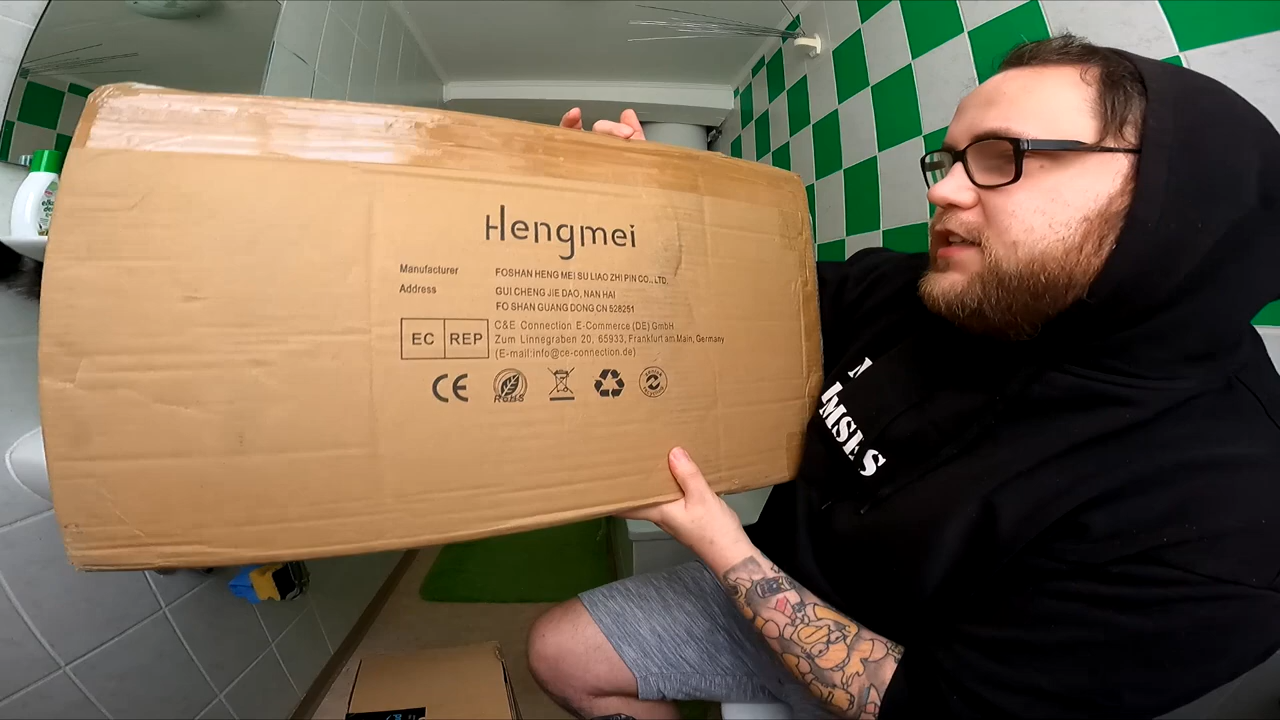 Hengmei
Manufacturer FOSHAN HENG MEI SU LIAO ZHI PIN CO., LTD.
Address GUI CHENG JIE DAO, NAN HAI
FO SHAN GUANG DONG CN 528251
EC REP C&E Connection E-Commerce (DE) GmbH
Zum Linnegraben 20, 65933, Frankfurt am Main, Germany
(E-mail:info@ce-connection.de)
CE
ROHS